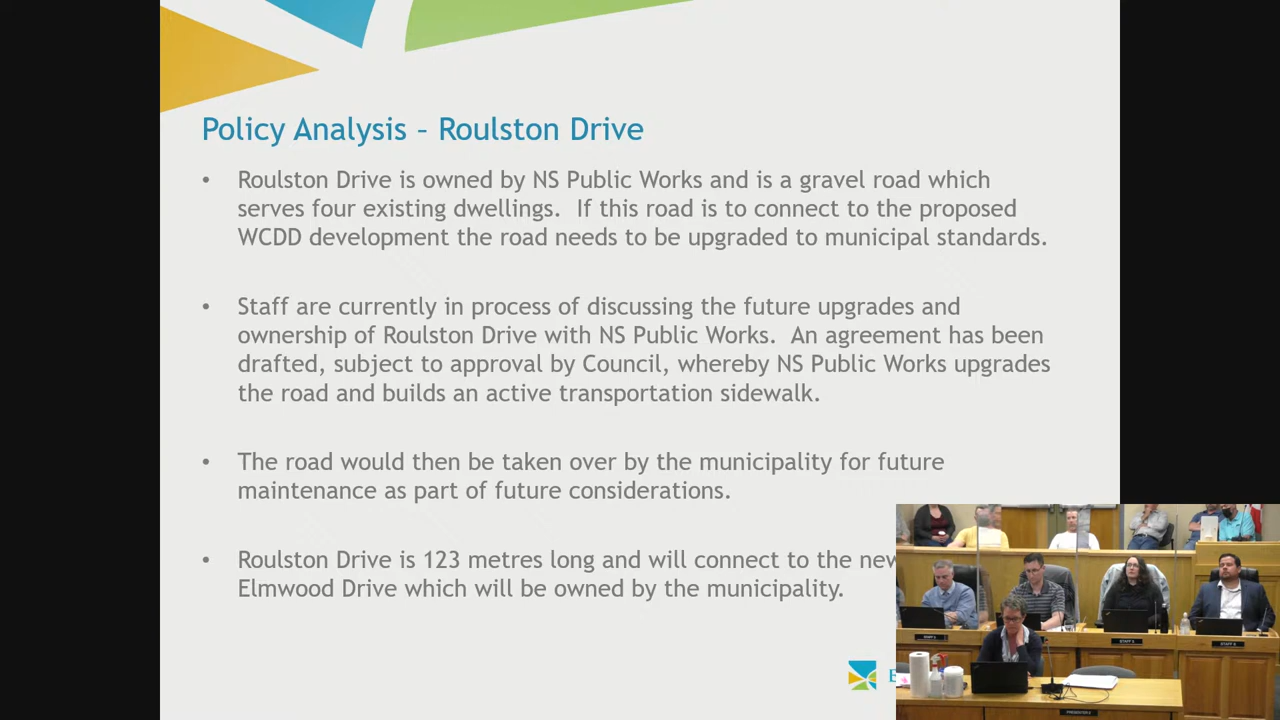 Policy Analysis – Roulston Drive
• Roulston Drive is owned by NS Public Works and is a gravel road which
serves four existing dwellings. If this road is to connect to the proposed
WCDD development the road needs to be upgraded to municipal standards.
• Staff are currently in process of discussing the future upgrades and
ownership of Roulston Drive with NS Public Works. An agreement has been
drafted, subject to approval by Council, whereby NS Public Works upgrades
the road and builds an active transportation sidewalk.
• The road would then be taken over by the municipality for future
maintenance as part of future considerations.
• Roulston Drive is 123 metres long and will connect to the new
Elmwood Drive which will be owned by the municipality.
E